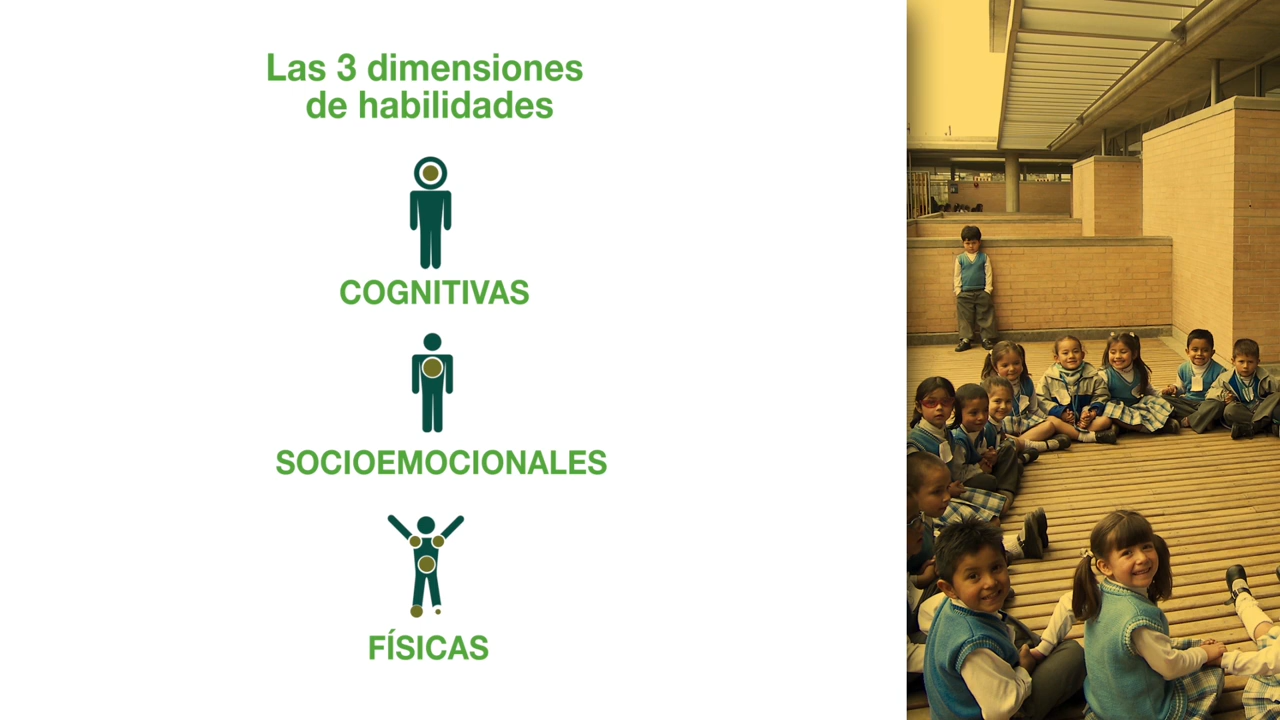 Las 3 dimensiones
de habilidades
COGNITIVAS
SOCIOEMOCIONALES
FÍSICAS